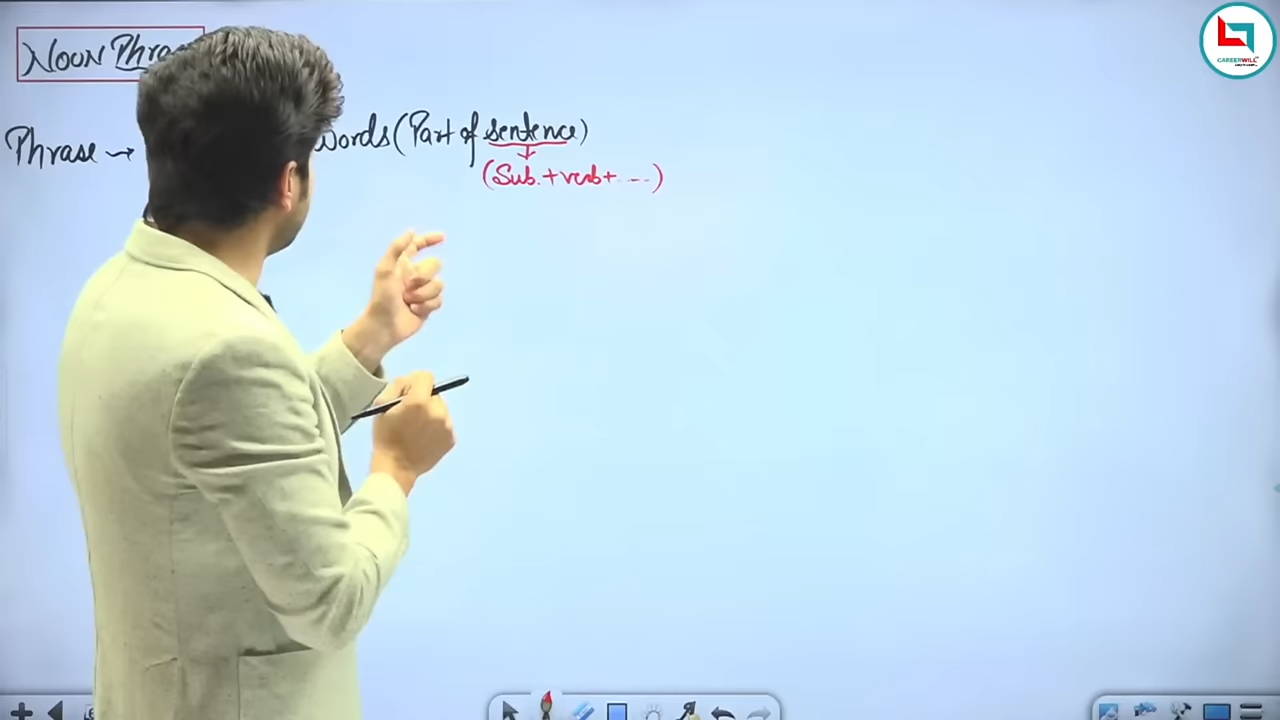 Noun Phra
CAREERWILL
Phrase → words (Part of sentence)
(Sub. + verb + ....)